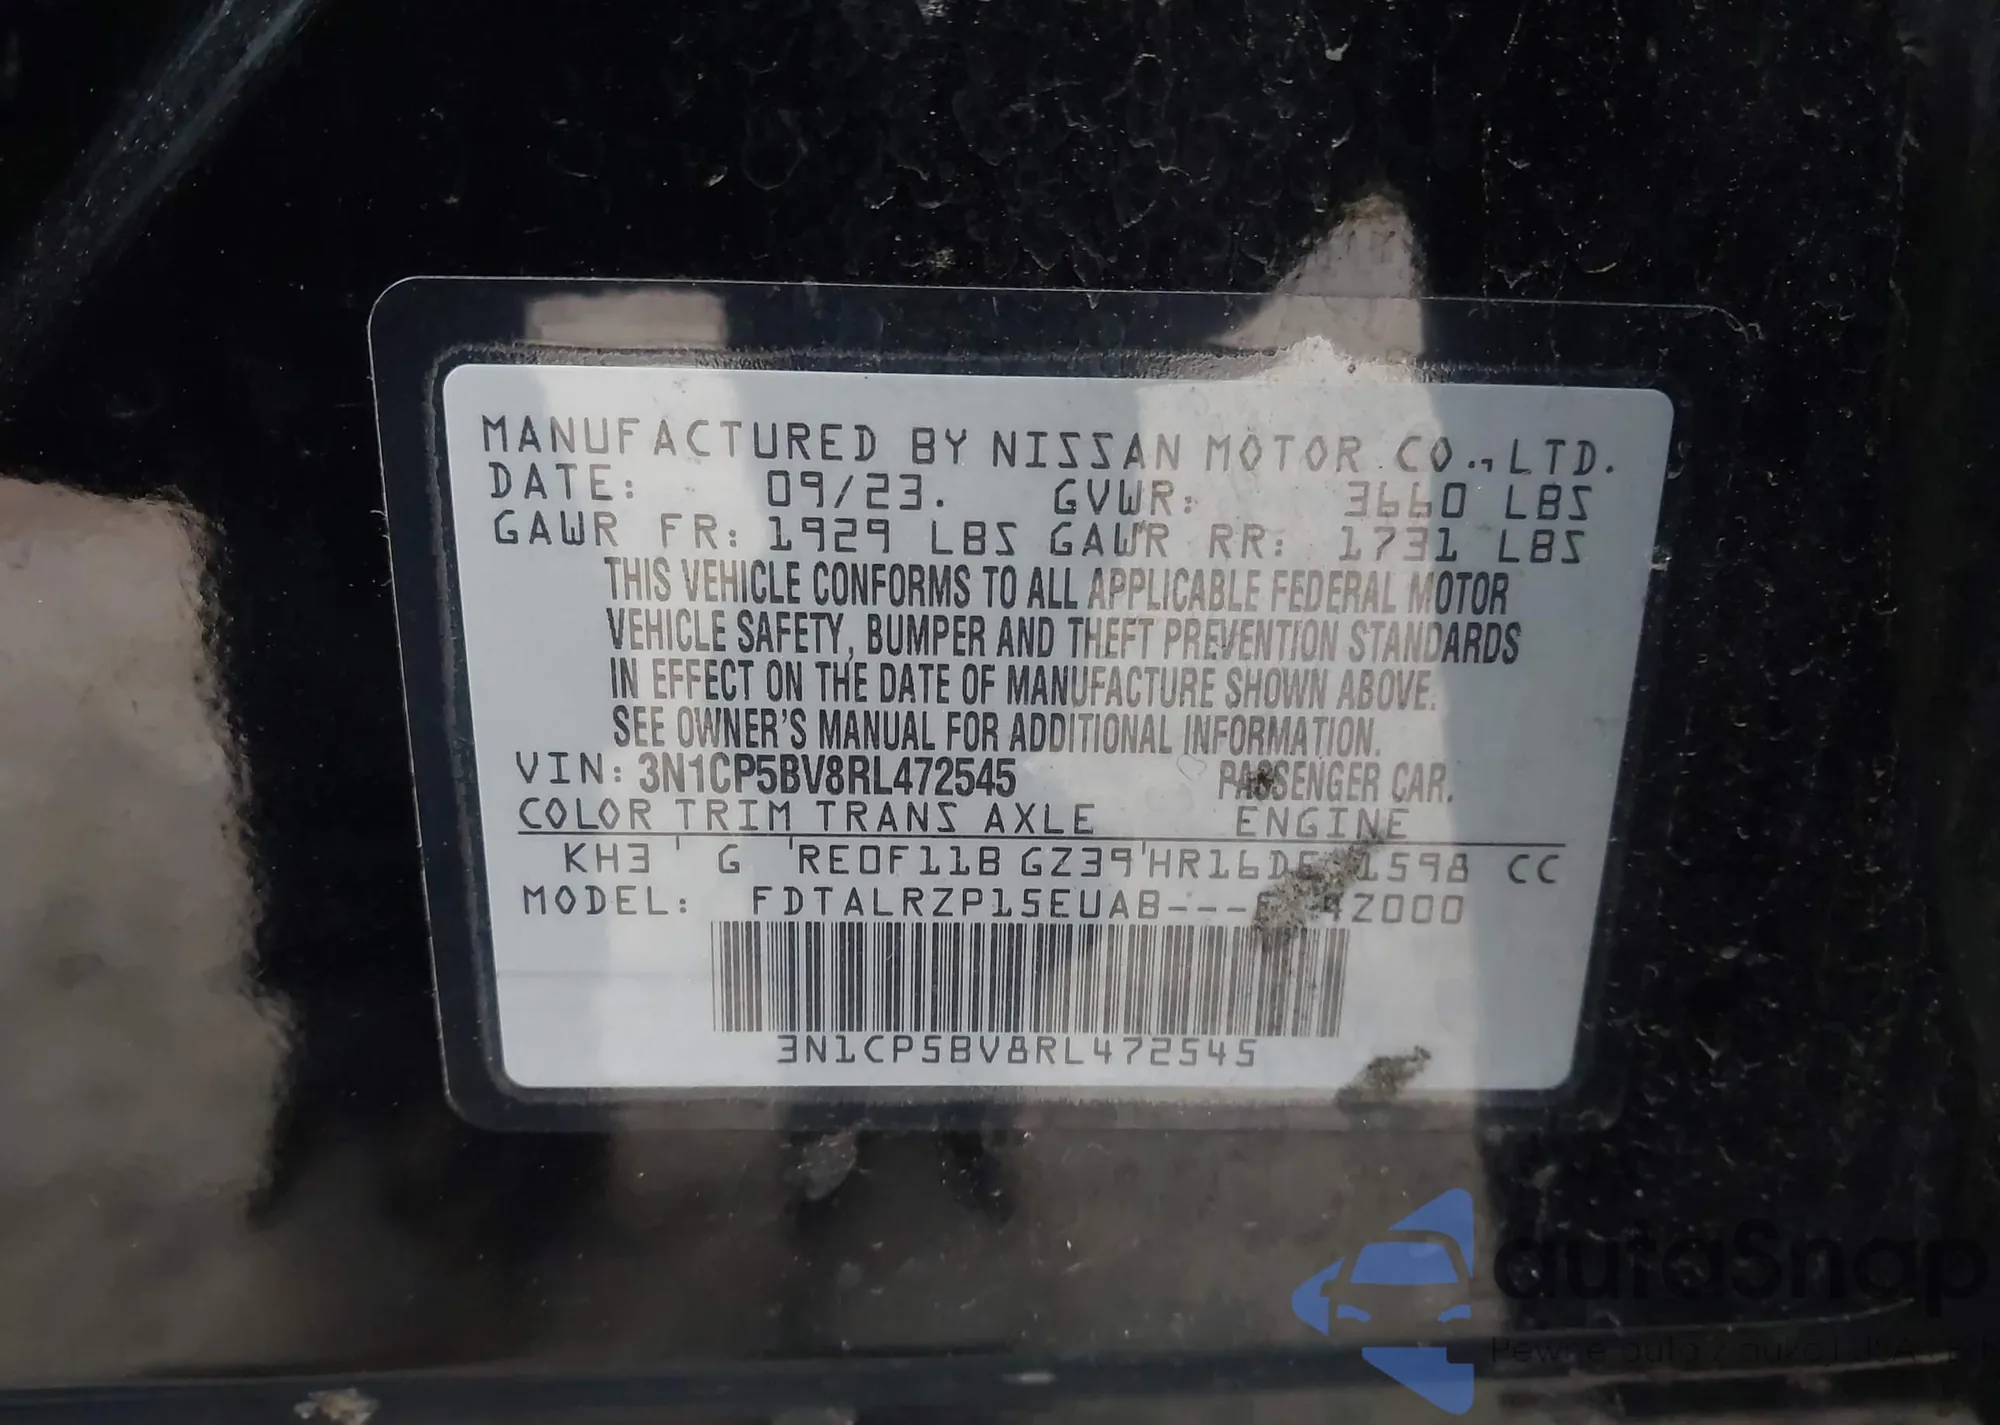 MANUFACTURED BY NISSAN MOTOR CO., LTD.
DATE: 09/23. GVWR: 3660 LBS
GAWR FR: 1929 LBS GAWR RR: 1731 LBS
THIS VEHICLE CONFORMS TO ALL APPLICABLE FEDERAL MOTOR
VEHICLE SAFETY, BUMPER AND THEFT PREVENTION STANDARDS
IN EFFECT ON THE DATE OF MANUFACTURE SHOWN ABOVE.
SEE OWNER'S MANUAL FOR ADDITIONAL INFORMATION.
VIN: 3N1CP5BV8RL472545 PASSENGER CAR.
COLOR TRIM TRANS AXLE ENGINE
KH3 ' G 'RE0F11B GZ39'HR16DE 1598 CC
MODEL:
3N1CP5BV8RL472545
autaSnap